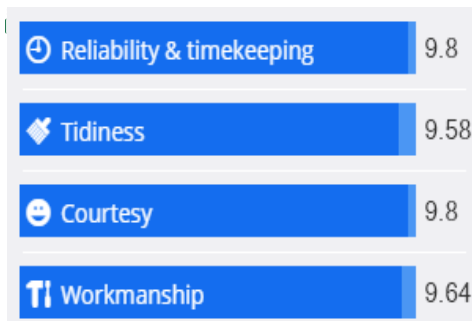 Reliability & timekeeping 9.8
Tidiness 9.58
Courtesy 9.8
Workmanship 9.64